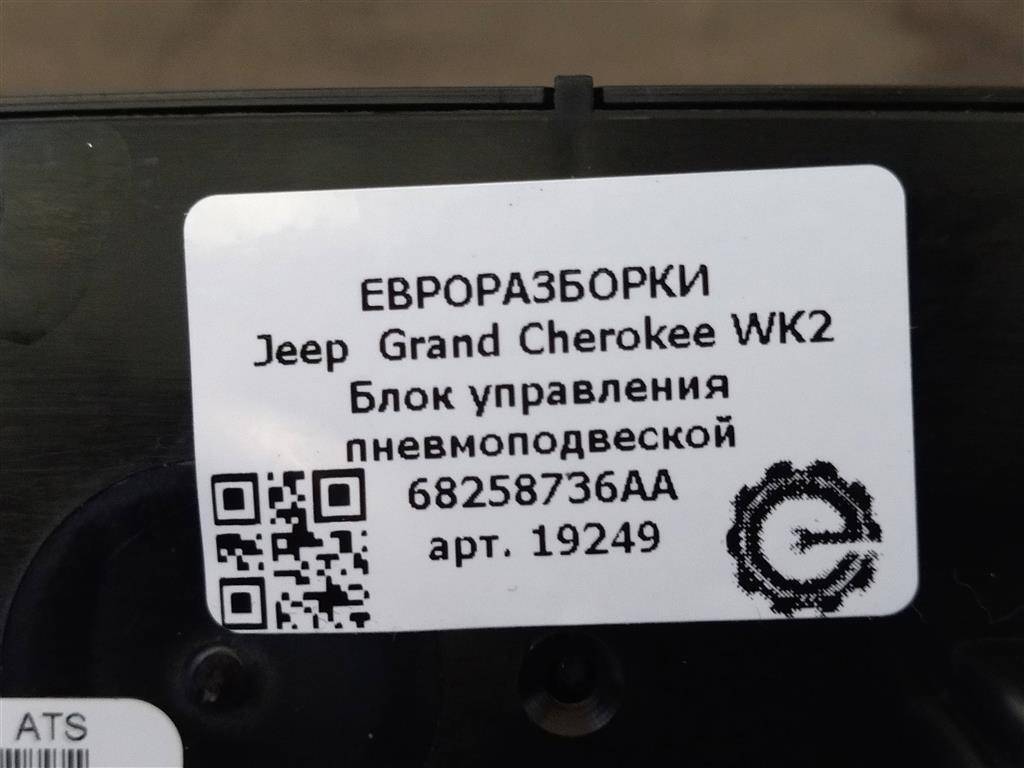 ЕВРОРАЗБОРКИ
Jeep Grand Cherokee WK2
Блок управления
пневмоподвеской
68258736AA
арт. 19249
ATS